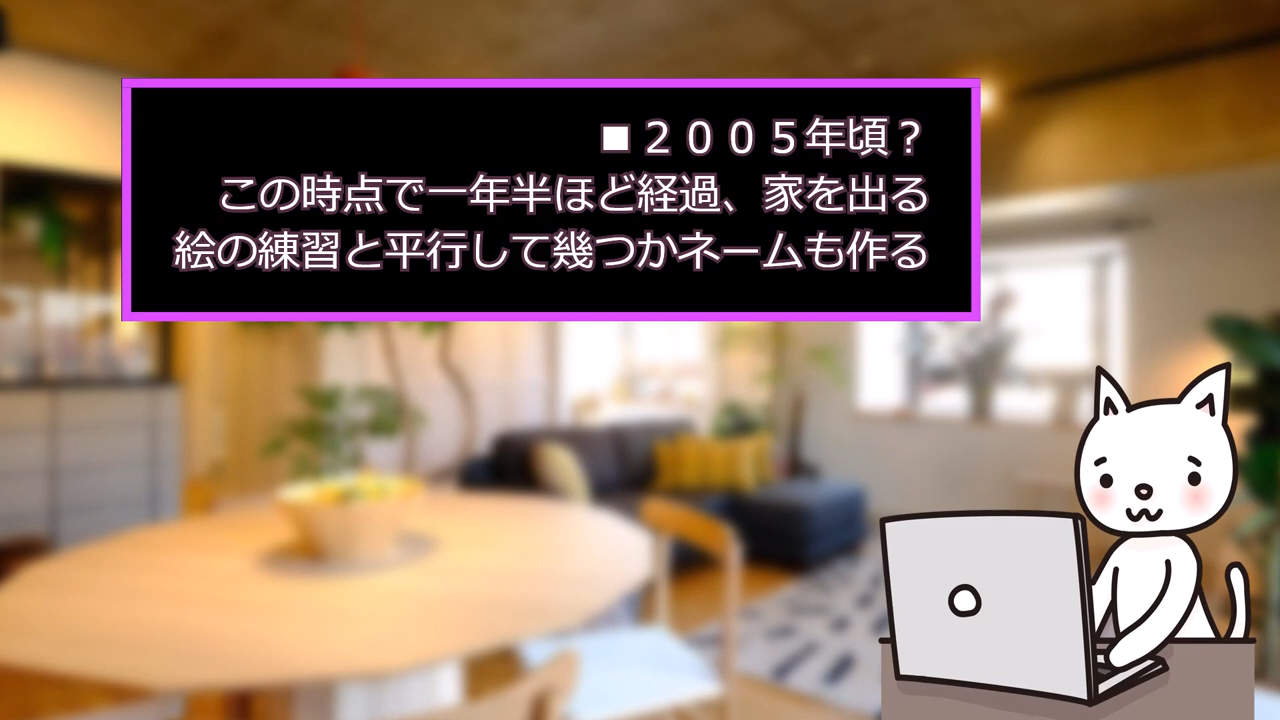 ■２００５年頃？
この時点で一年半ほど経過、家を出る
絵の練習と平行して幾つかネームも作る